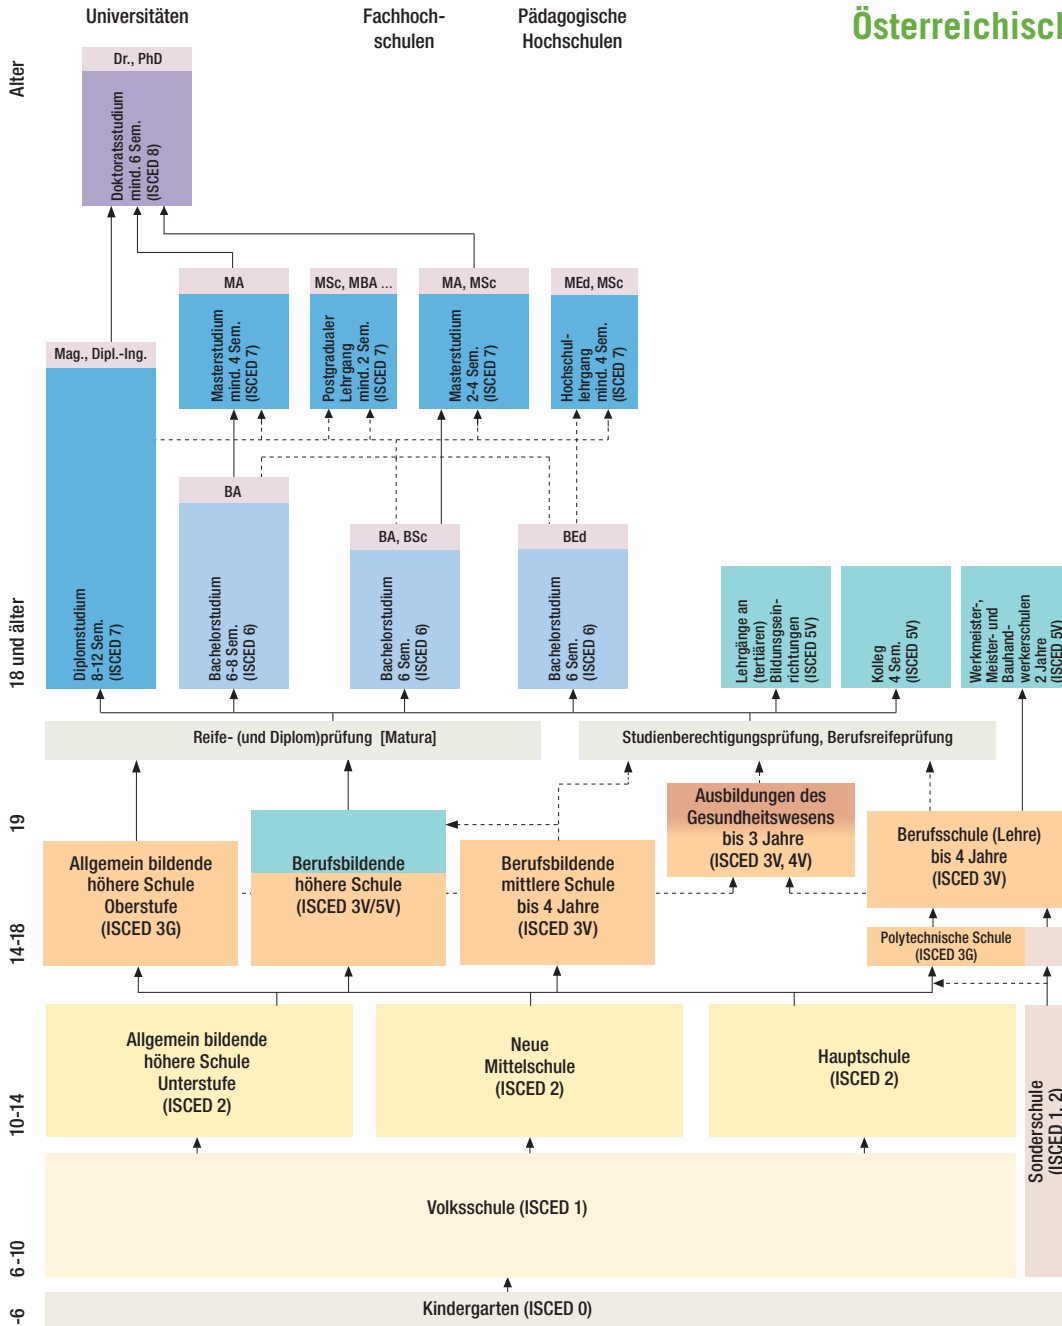 Universitäten
Fachhoch-
schulen
Pädagogische
Hochschulen
Österreichisch
Alter
Dr., PhD
Doktoratsstudium
mind. 6 Sem.
(ISCED 8)
MA
Masterstudium
mind. 4 Sem.
(ISCED 7)
MSc, MBA ...
Postgradualer
Lehrgang
mind. 2 Sem.
(ISCED 7)
MA, MSc
Masterstudium
2-4 Sem.
(ISCED 7)
MEd, MSc
Hochschul-
lehrgang
mind. 4 Sem.
(ISCED 7)
Mag., Dipl.-Ing.
Diplomstudium
8-12 Sem.
(ISCED 7)
BA
Bachelorstudium
6-8 Sem.
(ISCED 6)
BA, BSc
Bachelorstudium
6 Sem.
(ISCED 6)
BEd
Bachelorstudium
6 Sem.
(ISCED 6)
Lehrgänge an
(tertiären)
Bildunsgein-
richtungen
(ISCED 5V)
Kolleg
4 Sem.
(ISCED 5V)
Werkmeister-,
Meister- und
Bauhand-
werkerschulen
2 Jahre
(ISCED 5V)
18 und älter
Reife- (und Diplom)prüfung [Matura]
Studienberechtigungsprüfung, Berufsreifeprüfung
19
Allgemein bildende
höhere Schule
Oberstufe
(ISCED 3G)
Berufsbildende
höhere Schule
(ISCED 3V/5V)
Berufsbildende
mittlere Schule
bis 4 Jahre
(ISCED 3V)
Ausbildungen des
Gesundheitswesens
bis 3 Jahre
(ISCED 3V, 4V)
Berufsschule (Lehre)
bis 4 Jahre
(ISCED 3V)
14-18
Polytechnische Schule
(ISCED 3G)
Allgemein bildende
höhere Schule
Unterstufe
(ISCED 2)
Neue
Mittelschule
(ISCED 2)
Hauptschule
(ISCED 2)
10-14
Sonderschule
(ISCED 1, 2)
Volksschule (ISCED 1)
6-10
Kindergarten (ISCED 0)
-6